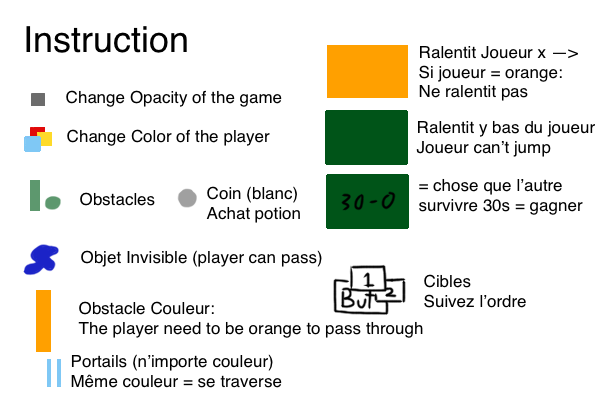 Instruction
Change Opacity of the game
Change Color of the player
Obstacles
Coin (blanc)
Achat potion
Objet Invisible (player can pass)
Obstacle Couleur:
The player need to be orange to pass through
Portails (n'importe couleur)
Même couleur = se traverse
Ralentit Joueur x —>
Si joueur = orange:
Ne ralentit pas
Ralentit y bas du joueur
Joueur can't jump
30-0
= chose que l'autre
survivre 30s = gagner
1
But 2
Cibles
Suivez l'ordre